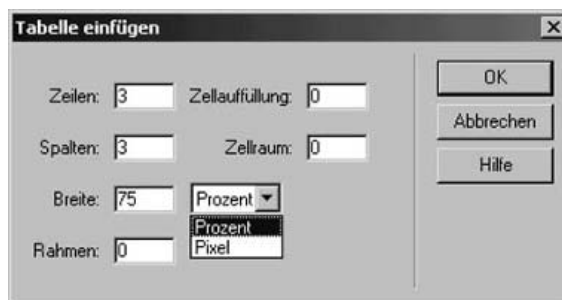 Tabelle einfügen
Zeilen: 3 Zellauffüllung: 0
Spalten: 3 Zellraum: 0
Breite: 75 Prozent
Prozent
Pixel
Rahmen: 0
OK
Abbrechen
Hilfe